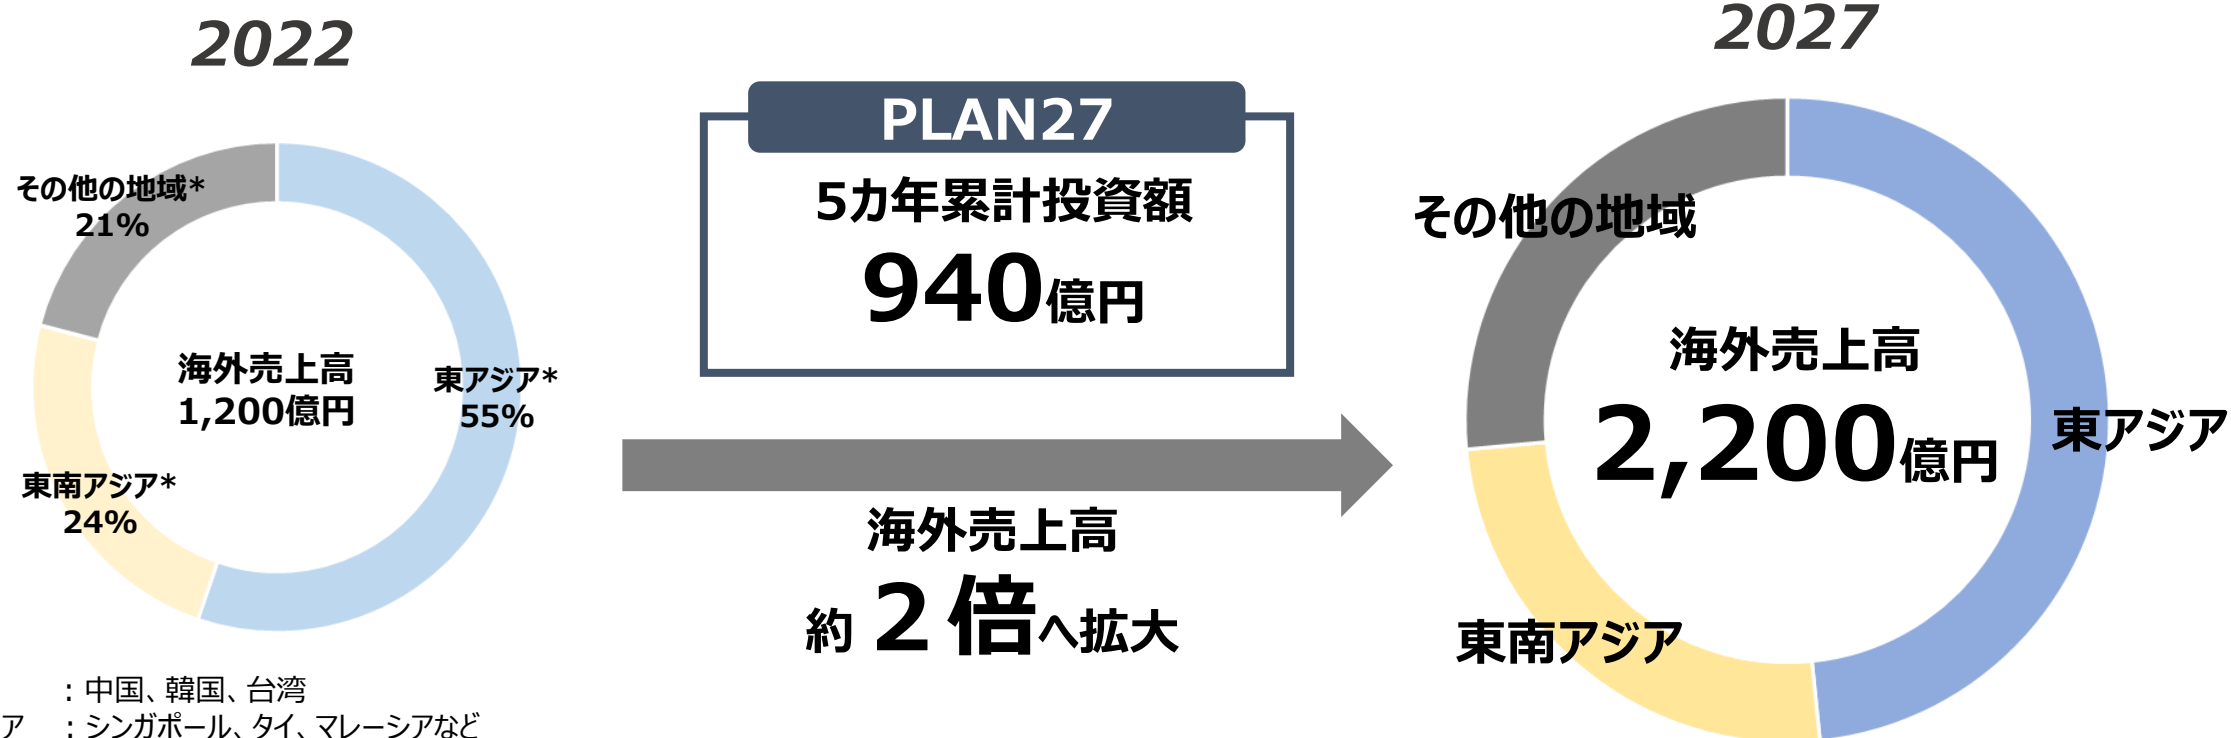 2022
その他の地域*
21%
海外売上高
1,200億円
東アジア*
55%
東南アジア*
24%
：中国、韓国、台湾
ア ：シンガポール、タイ、マレーシアなど
PLAN27
5カ年累計投資額
940億円
海外売上高
約２倍へ拡大
2027
その他の地域
海外売上高
2,200億円
東アジア
東南アジア